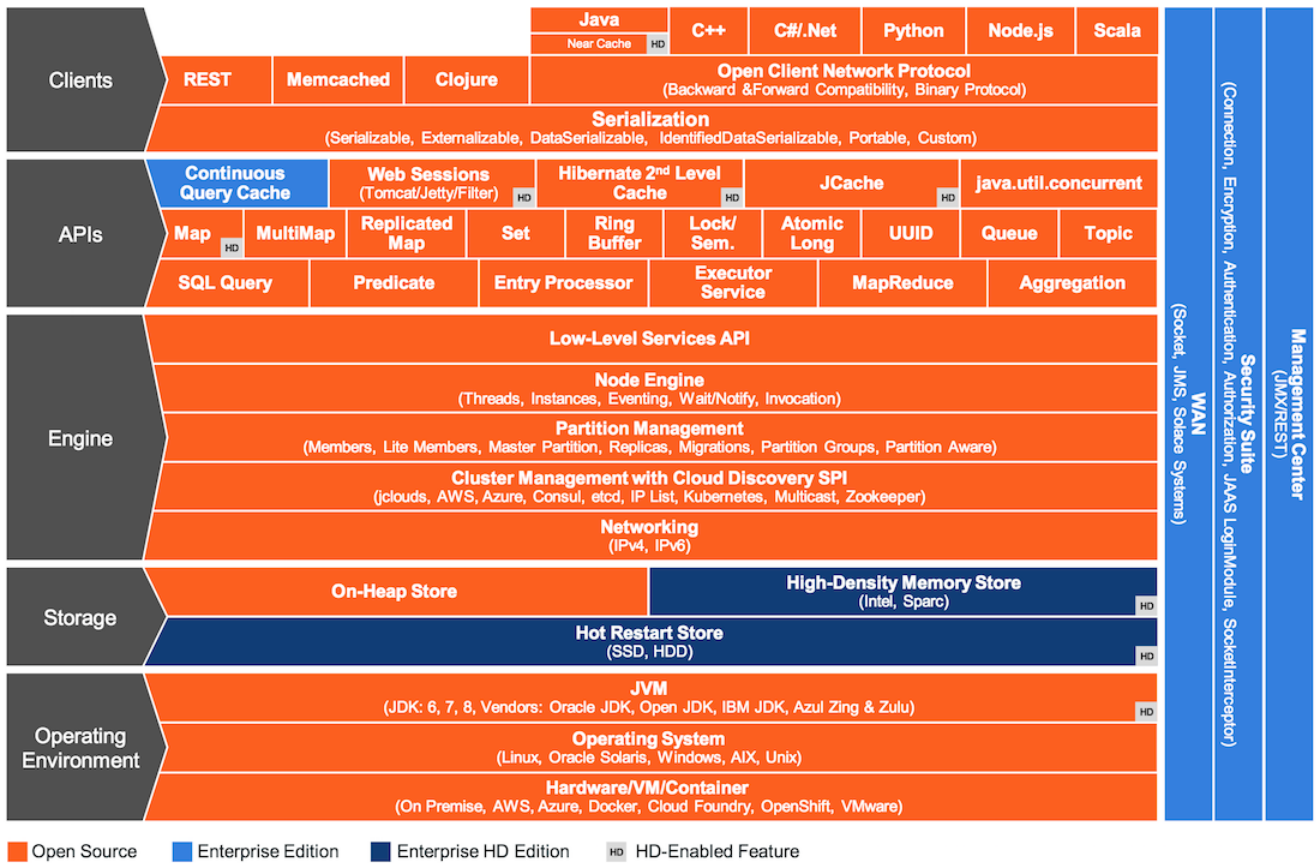 Clients
Java
Near Cache
HD
C++
C#/.Net
Python
Node.js
Scala
REST
Memcached
Clojure
Open Client Network Protocol
(Backward &Forward Compatibility, Binary Protocol)
Serialization
(Serializable, Externalizable, DataSerializable, IdentifiedDataSerializable, Portable, Custom)
APIs
Continuous
Query Cache
Web Sessions
(Tomcat/Jetty/Filter)
HD
Hibernate 2nd Level
Cache
HD
JCache
HD
java.util.concurrent
Map
HD
MultiMap
Replicated
Map
Set
Ring
Buffer
Lock/
Sem.
Atomic
Long
UUID
Queue
Topic
SQL Query
Predicate
Entry Processor
Executor
Service
MapReduce
Aggregation
Engine
Low-Level Services API
Node Engine
(Threads, Instances, Eventing, Wait/Notify, Invocation)
Partition Management
(Members, Lite Members, Master Partition, Replicas, Migrations, Partition Groups, Partition Aware)
Cluster Management with Cloud Discovery SPI
(jclouds, AWS, Azure, Consul, etcd, IP List, Kubernetes, Multicast, Zookeeper)
Networking
(IPv4, IPv6)
Storage
On-Heap Store
High-Density Memory Store
(Intel, Sparc)
HD
Hot Restart Store
(SSD, HDD)
HD
Operating
Environment
JVM
(JDK: 6, 7, 8, Vendors: Oracle JDK, Open JDK, IBM JDK, Azul Zing & Zulu)
HD
Operating System
(Linux, Oracle Solaris, Windows, AIX, Unix)
Hardware/VM/Container
(On Premise, AWS, Azure, Docker, Cloud Foundry, OpenShift, VMware)
WAN
(Socket, JMS, Solace Systems)
Security Suite
(Connection, Encryption, Authentication, Authorization, JAAS LoginModule, SocketInterceptor)
Management Center
(JMX/REST)
Open Source
Enterprise Edition
Enterprise HD Edition
HD
HD-Enabled Feature